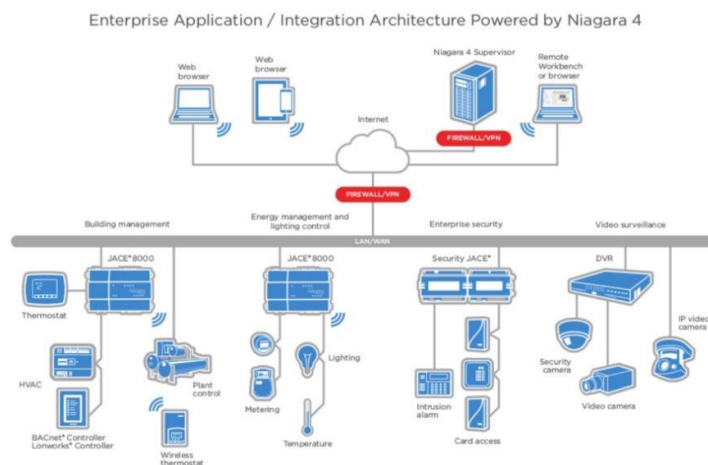 Enterprise Application / Integration Architecture Powered by Niagara 4
Web
browser
Web
browser
Niagara 4 Supervisor
Remote
Workbench
or browser
Internet
FIREWALL/VPN
FIREWALL/VPN
Building management
Energy management and
lighting control
Enterprise security
Video surveillance
LAN/WAN
JACE® 8000
JACE® 8000
Security JACE®
DVR
Thermostat
HVAC
BACnet® Controller
Lonworks® Controller
Plant
control
Wireless
thermostat
Metering
Lighting
Temperature
Intrusion
alarm
Card access
Security
camera
Video camera
IP video
camera